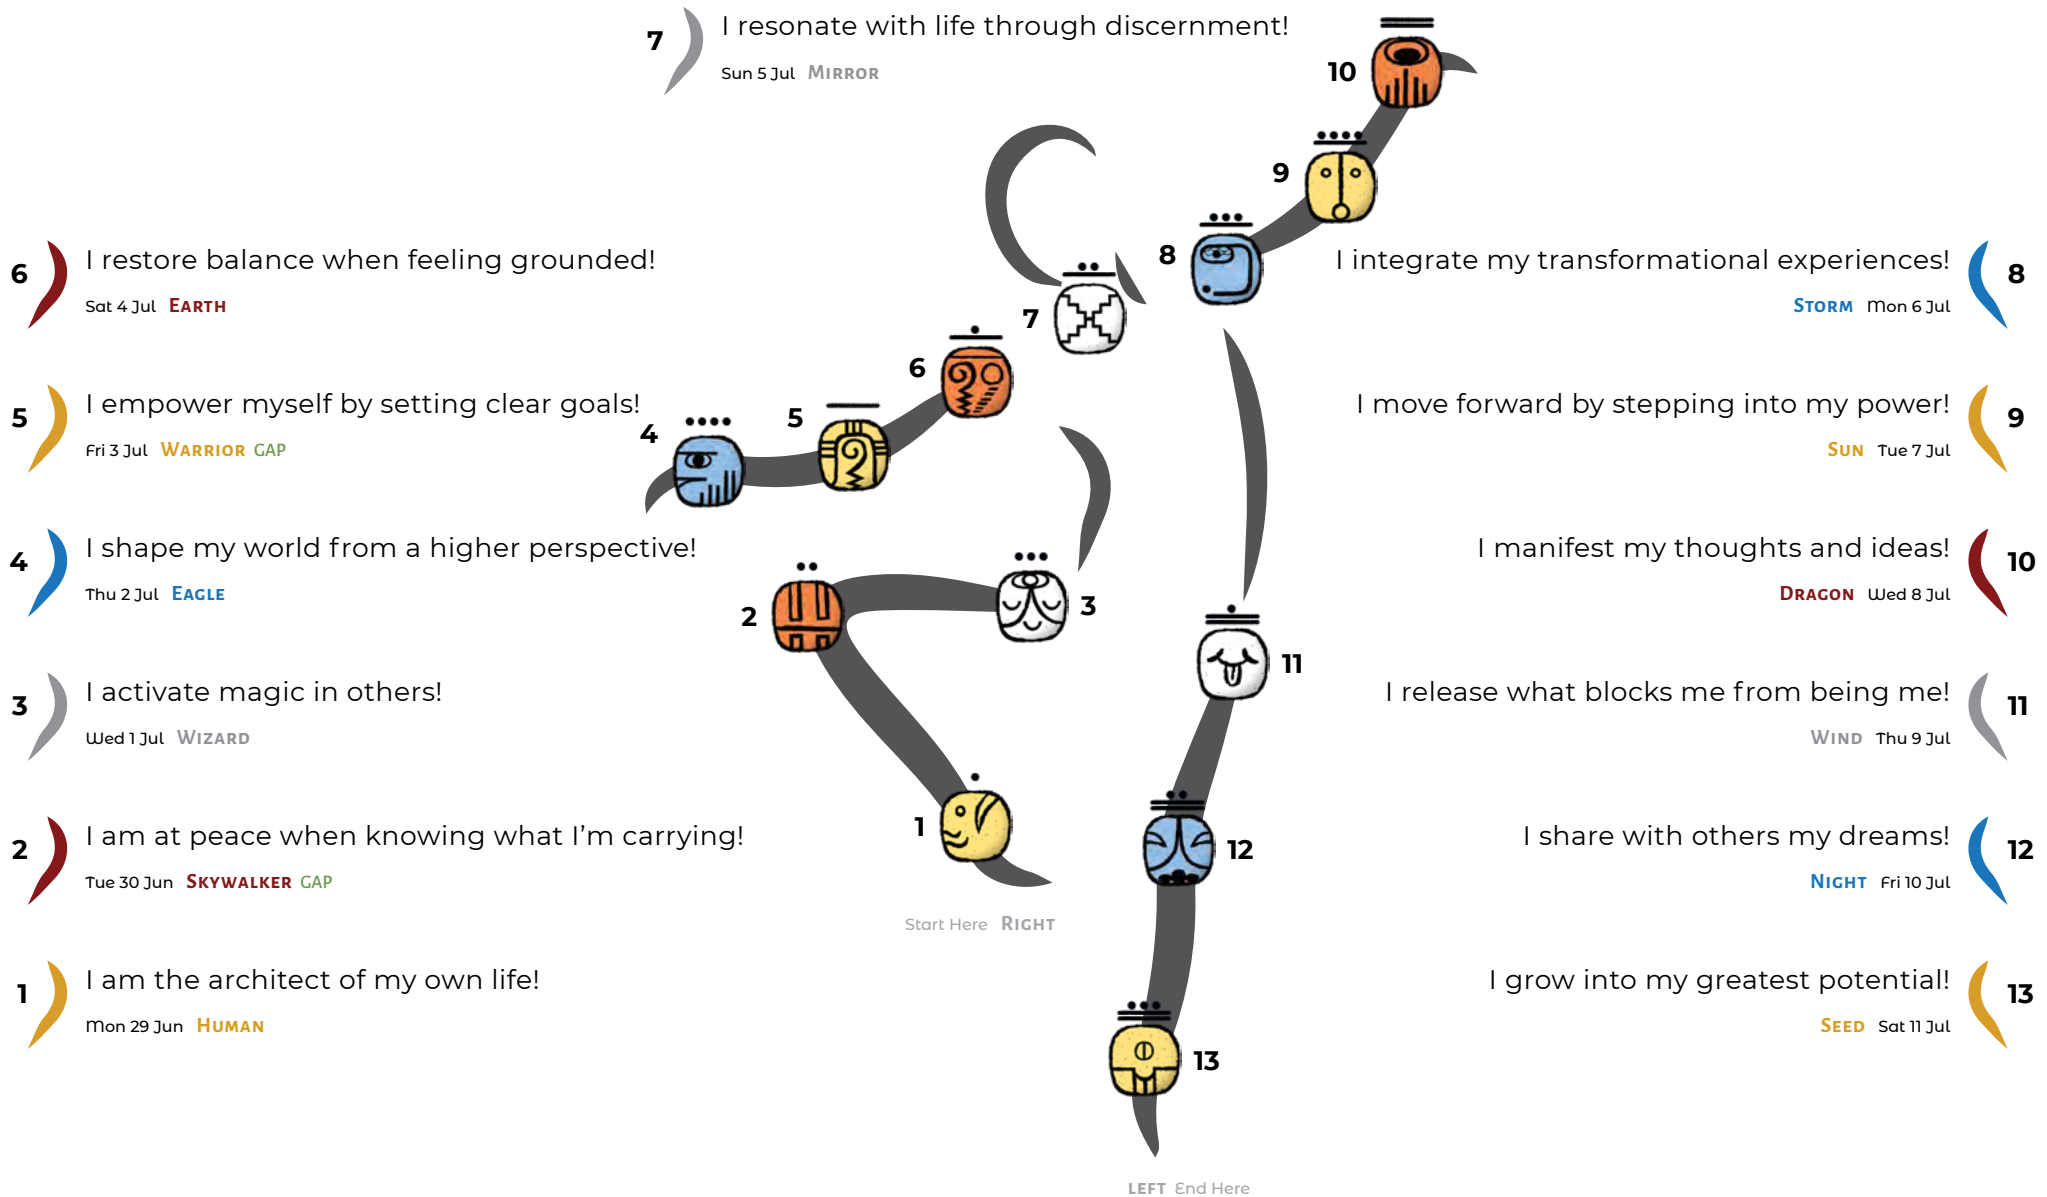 7
I resonate with life through discernment!
Sun 5 Jul MIRROR
10
9
8
7
6
5
4
3
2
1
11
12
13
6
I restore balance when feeling grounded!
Sat 4 Jul EARTH
5
I empower myself by setting clear goals!
Fri 3 Jul WARRIOR GAP
4
I shape my world from a higher perspective!
Thu 2 Jul EAGLE
3
I activate magic in others!
Wed 1 Jul WIZARD
2
I am at peace when knowing what I’m carrying!
Tue 30 Jun SKYWALKER GAP
1
I am the architect of my own life!
Mon 29 Jun HUMAN
Start Here RIGHT
I integrate my transformational experiences!
8
STORM Mon 6 Jul
I move forward by stepping into my power!
9
SUN Tue 7 Jul
I manifest my thoughts and ideas!
10
DRAGON Wed 8 Jul
I release what blocks me from being me!
11
WIND Thu 9 Jul
I share with others my dreams!
12
NIGHT Fri 10 Jul
I grow into my greatest potential!
13
SEED Sat 11 Jul
LEFT End Here